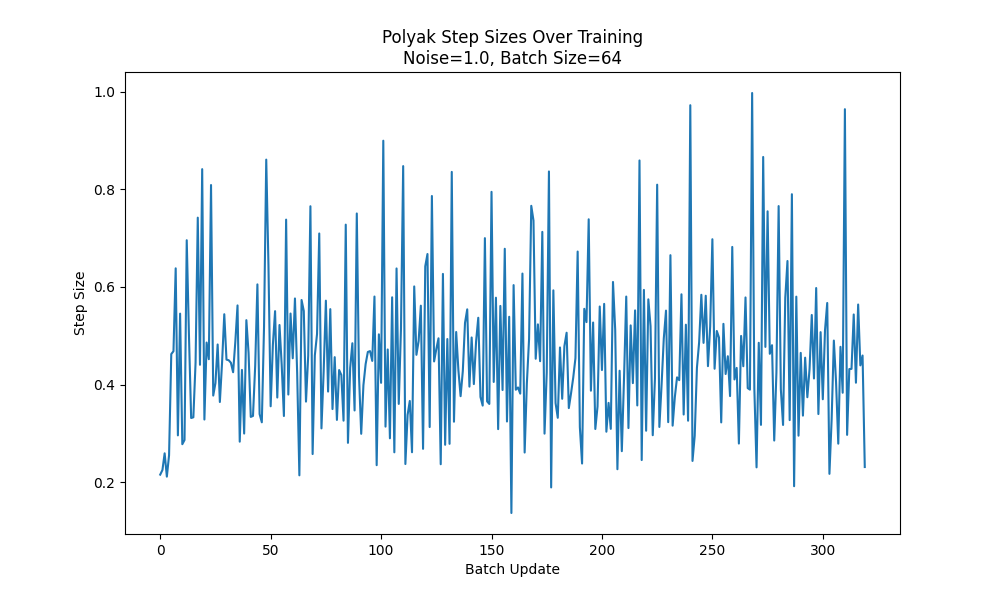 Polyak Step Sizes Over Training
Noise=1.0, Batch Size=64
1.0
0.8
0.6
0.4
0.2
Step Size
0 50 100 150 200 250 300
Batch Update